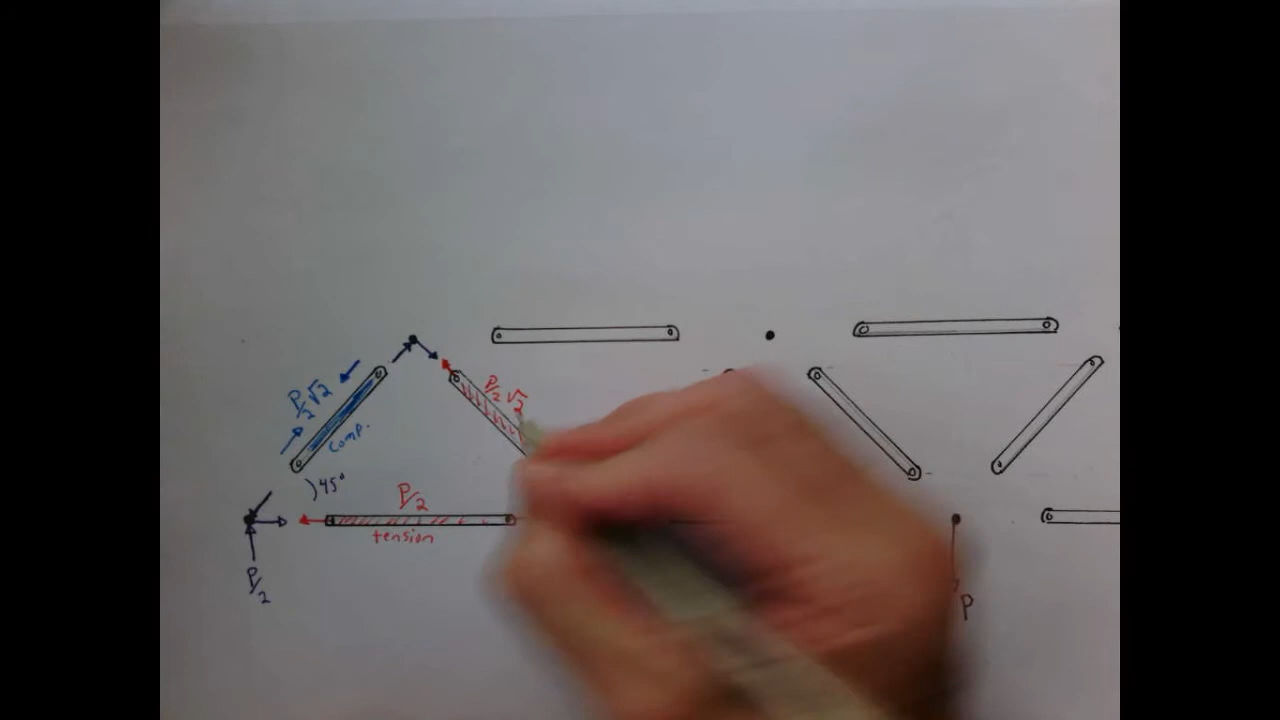 P/2 √2
P/2 √2
comp.
45°
P/2
tension
P/2
P